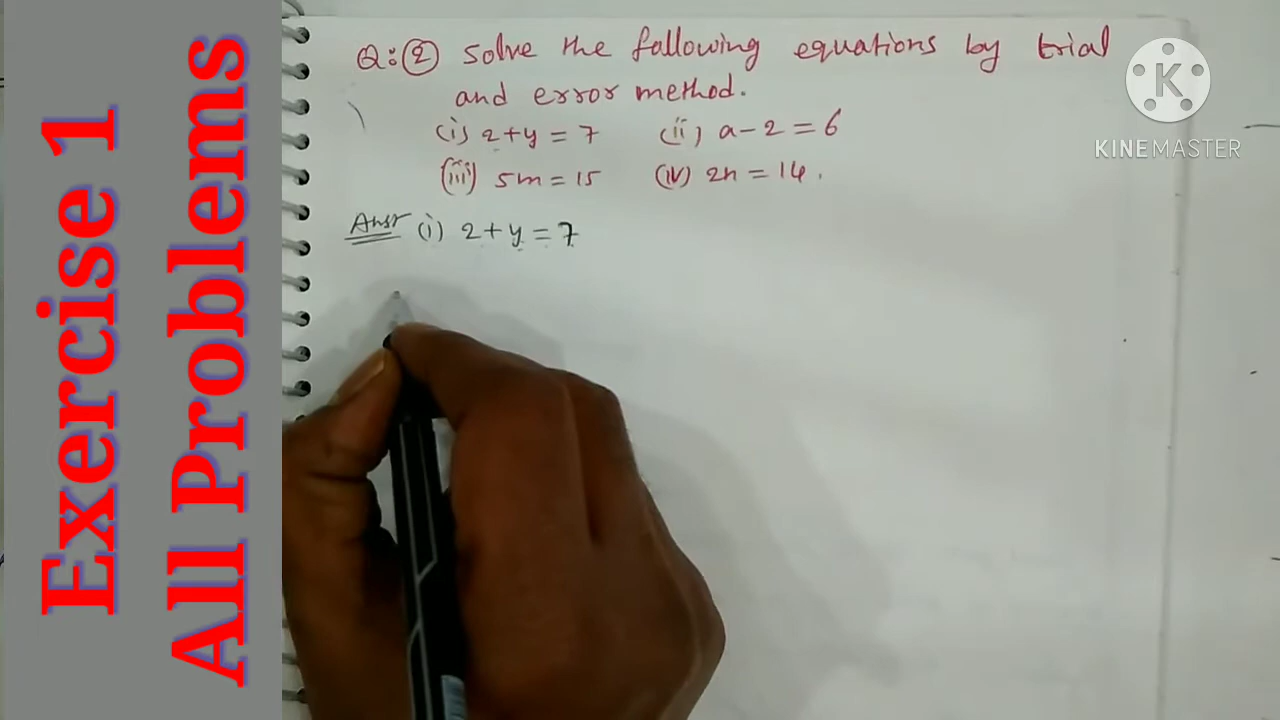 Exercise 1
All Problems
Q:② Solve the following equations by trial
and error method.
(i) 2+y = 7 (ii) a-2 = 6
(iii) 5m = 15 (iv) 2n = 14.
Ansr (i) 2+y = 7
K
KINEMASTER